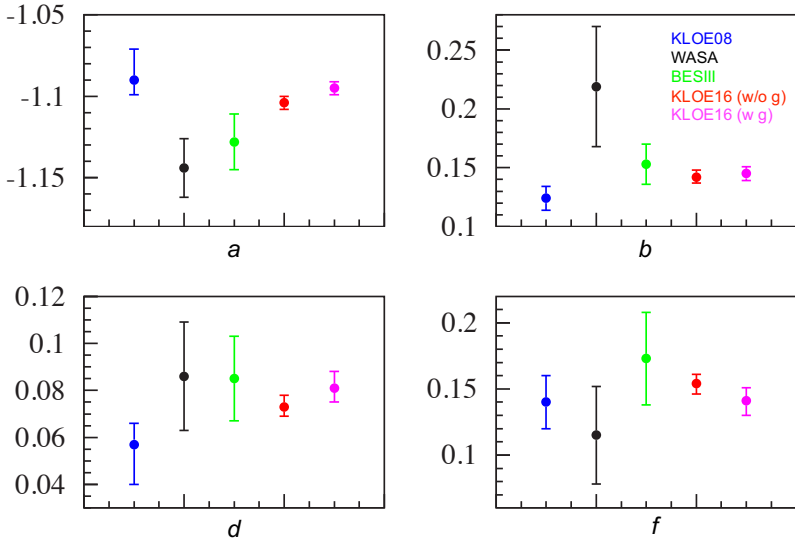 -1.05
-1.1
-1.15
a
0.25
0.2
0.15
0.1
KLOE08
WASA
BESIII
KLOE16 (w/o g)
KLOE16 (w g)
b
0.12
0.1
0.08
0.06
0.04
d
0.2
0.15
0.1
f